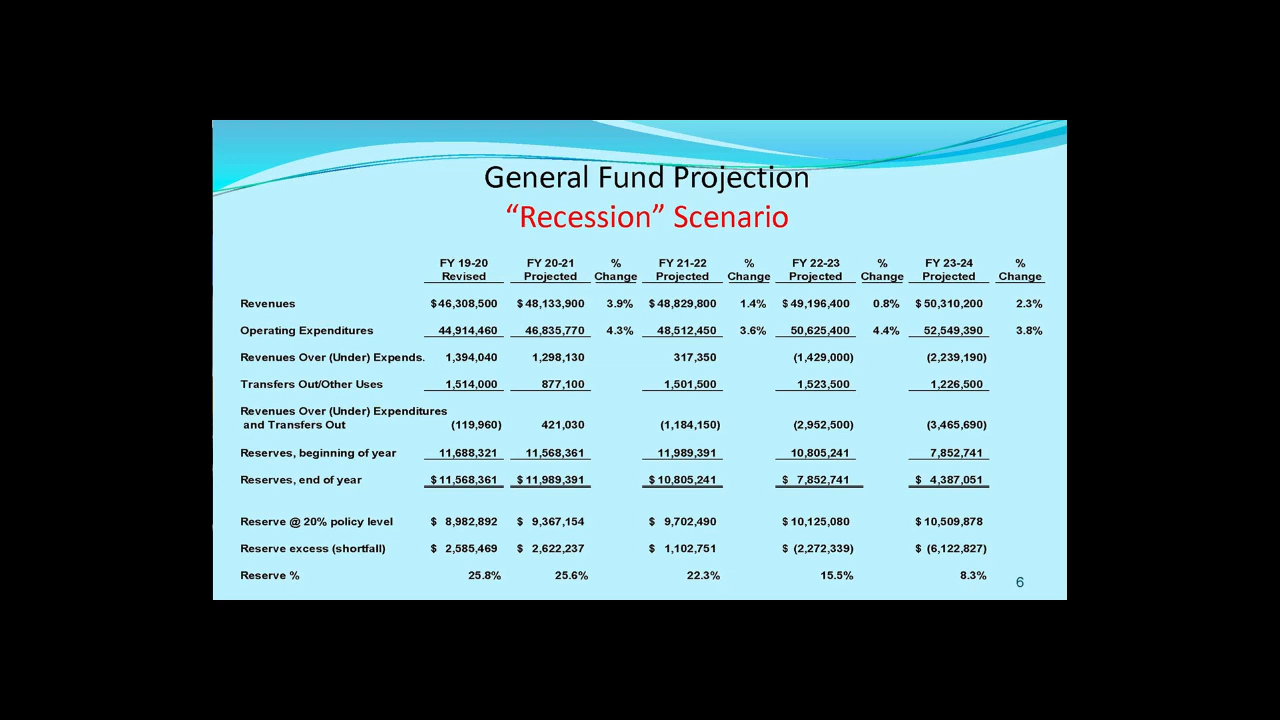 General Fund Projection
“Recession” Scenario
FY 19-20 FY 20-21 % FY 21-22 % FY 22-23 % FY 23-24 %
Revised Projected Change Projected Change Projected Change Projected Change
Revenues $ 46,308,500 $ 48,133,900 3.9% $ 48,829,800 1.4% $ 49,196,400 0.8% $ 50,310,200 2.3%
Operating Expenditures 44,914,460 46,835,770 4.3% 48,512,450 3.6% 50,625,400 4.4% 52,549,390 3.8%
Revenues Over (Under) Expends. 1,394,040 1,298,130 317,350 (1,429,000) (2,239,190)
Transfers Out/Other Uses 1,514,000 877,100 1,501,500 1,523,500 1,226,500
Revenues Over (Under) Expenditures
and Transfers Out (119,960) 421,030 (1,184,150) (2,952,500) (3,465,690)
Reserves, beginning of year 11,688,321 11,568,361 11,989,391 10,805,241 7,852,741
Reserves, end of year $ 11,568,361 $ 11,989,391 $ 10,805,241 $ 7,852,741 $ 4,387,051
Reserve @ 20% policy level $ 8,982,892 $ 9,367,154 $ 9,702,490 $ 10,125,080 $ 10,509,878
Reserve excess (shortfall) $ 2,585,469 $ 2,622,237 $ 1,102,751 $ (2,272,339) $ (6,122,827)
Reserve % 25.8% 25.6% 22.3% 15.5% 8.3%
6